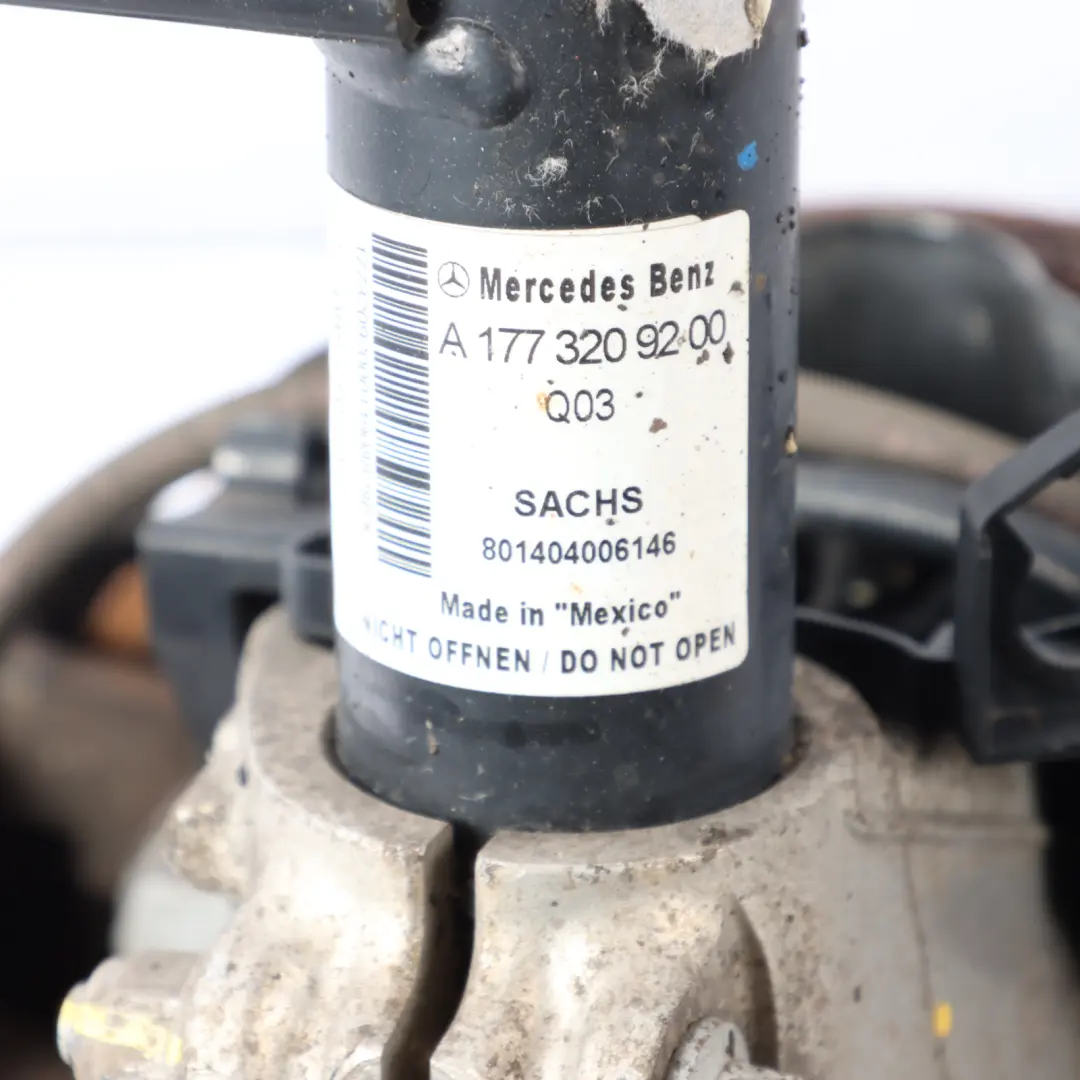 Mercedes Benz
A 177 320 92 00
Q03
SACHS
801404006146
Made in "Mexico"
NICHT OFFNEN / DO NOT OPEN